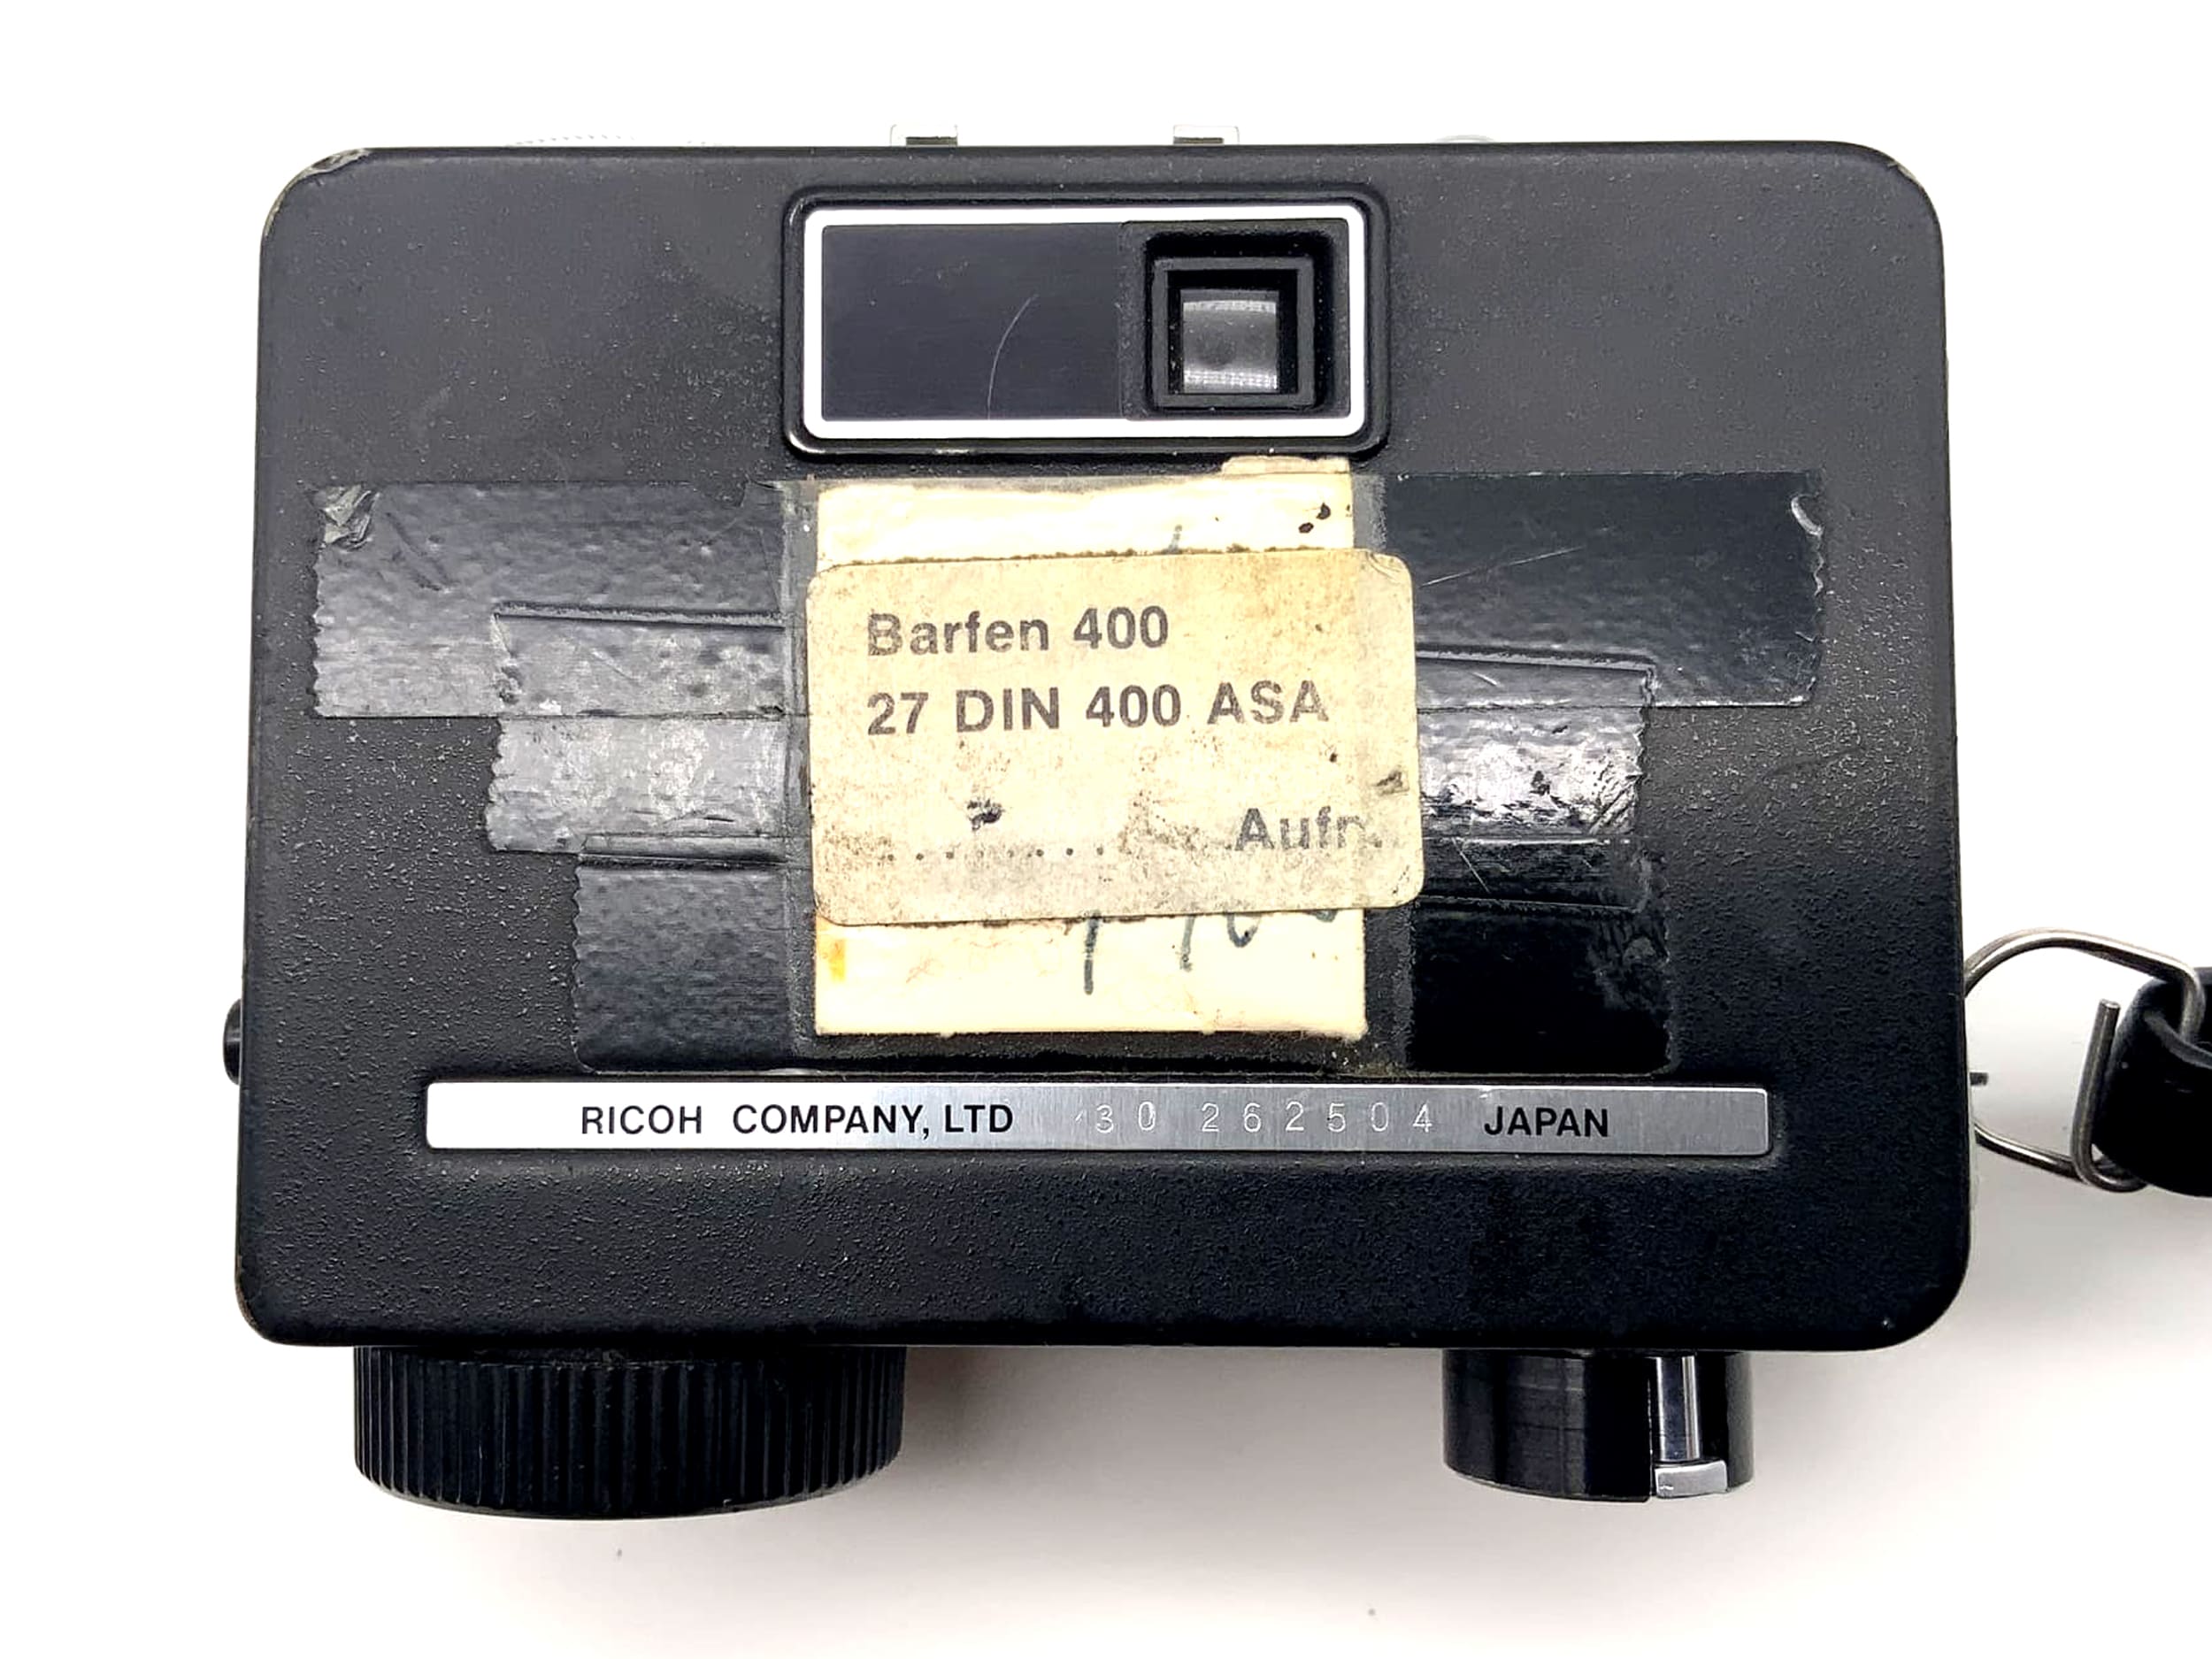 Barfen 400
27 DIN 400 ASA
.............Aufn.
RICOH COMPANY, LTD 30 262504 JAPAN